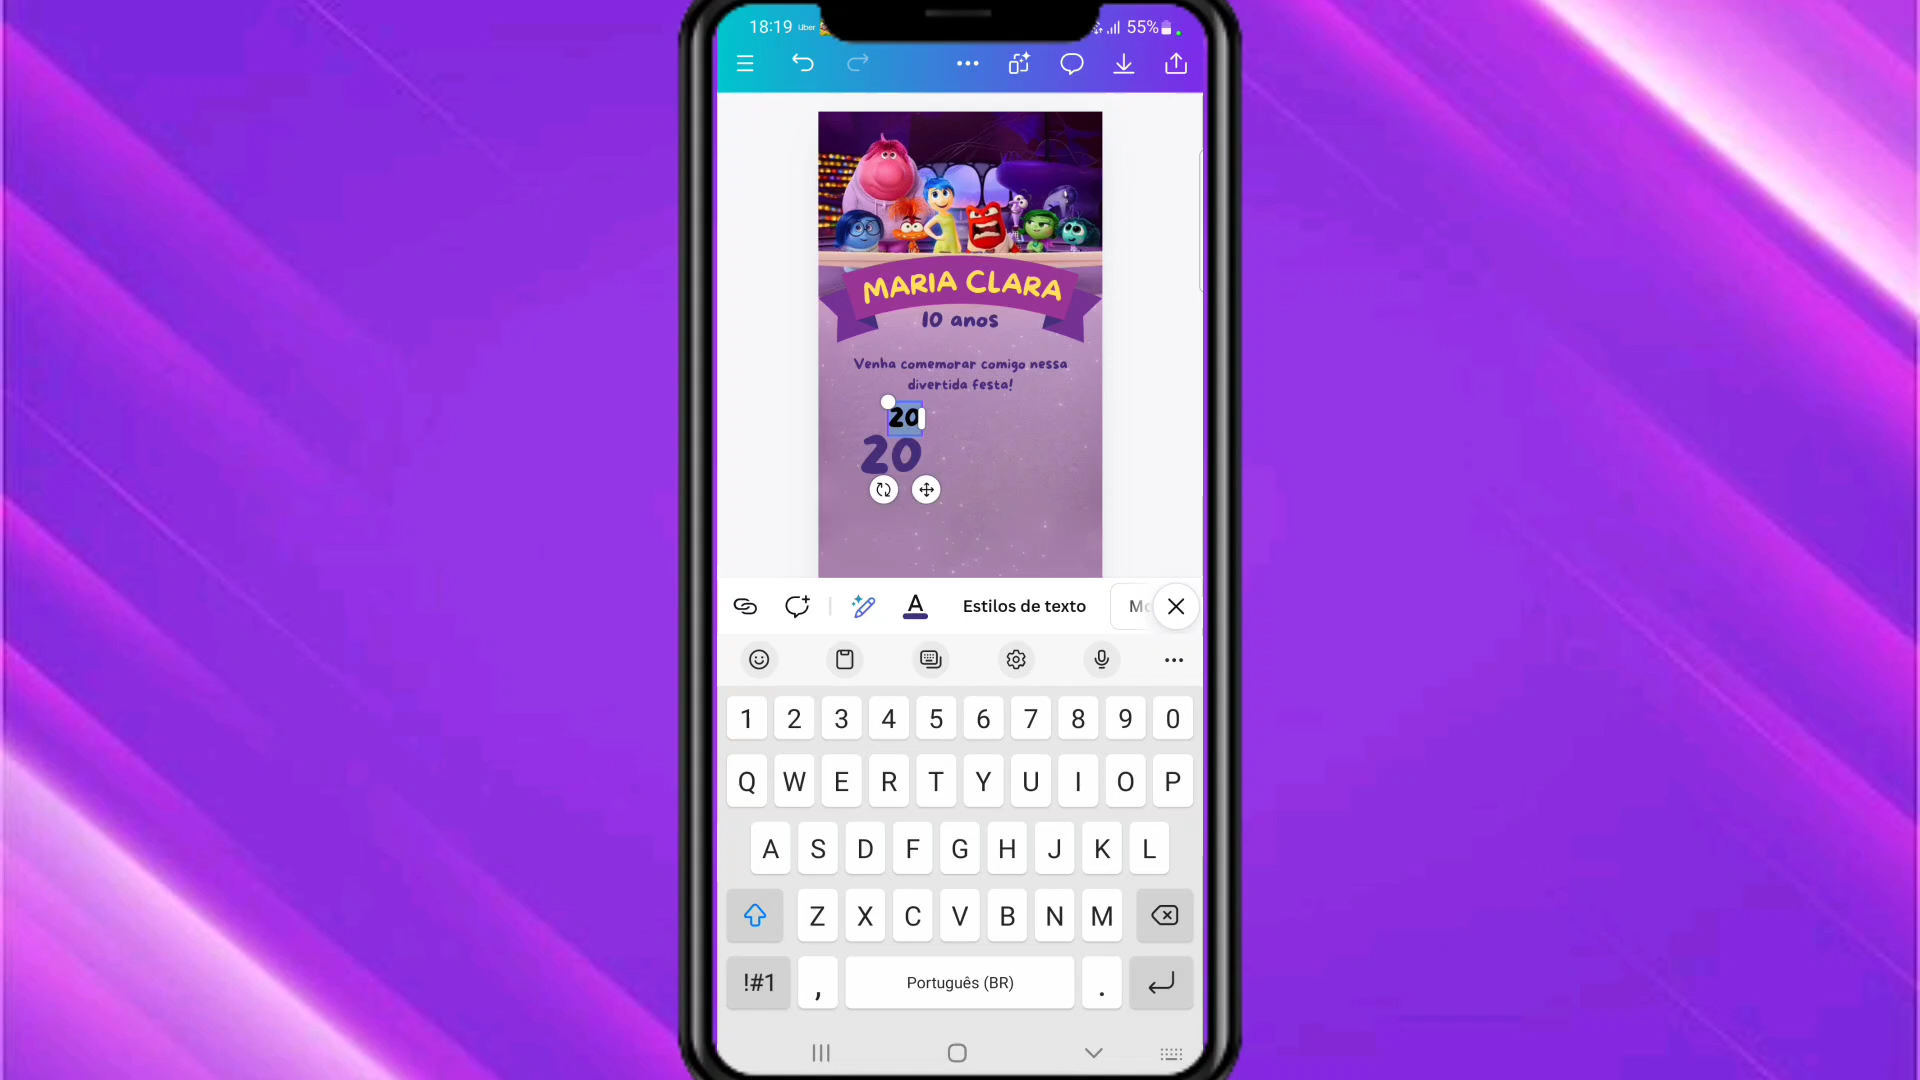 18:19 Uber 55%
MARIA CLARA
10 anos
Venha comemorar comigo nessa
divertida festa!
20
20
A Estilos de texto
1 2 3 4 5 6 7 8 9 0
Q W E R T Y U I O P
A S D F G H J K L
Z X C V B N M
!#1 , Português (BR) .